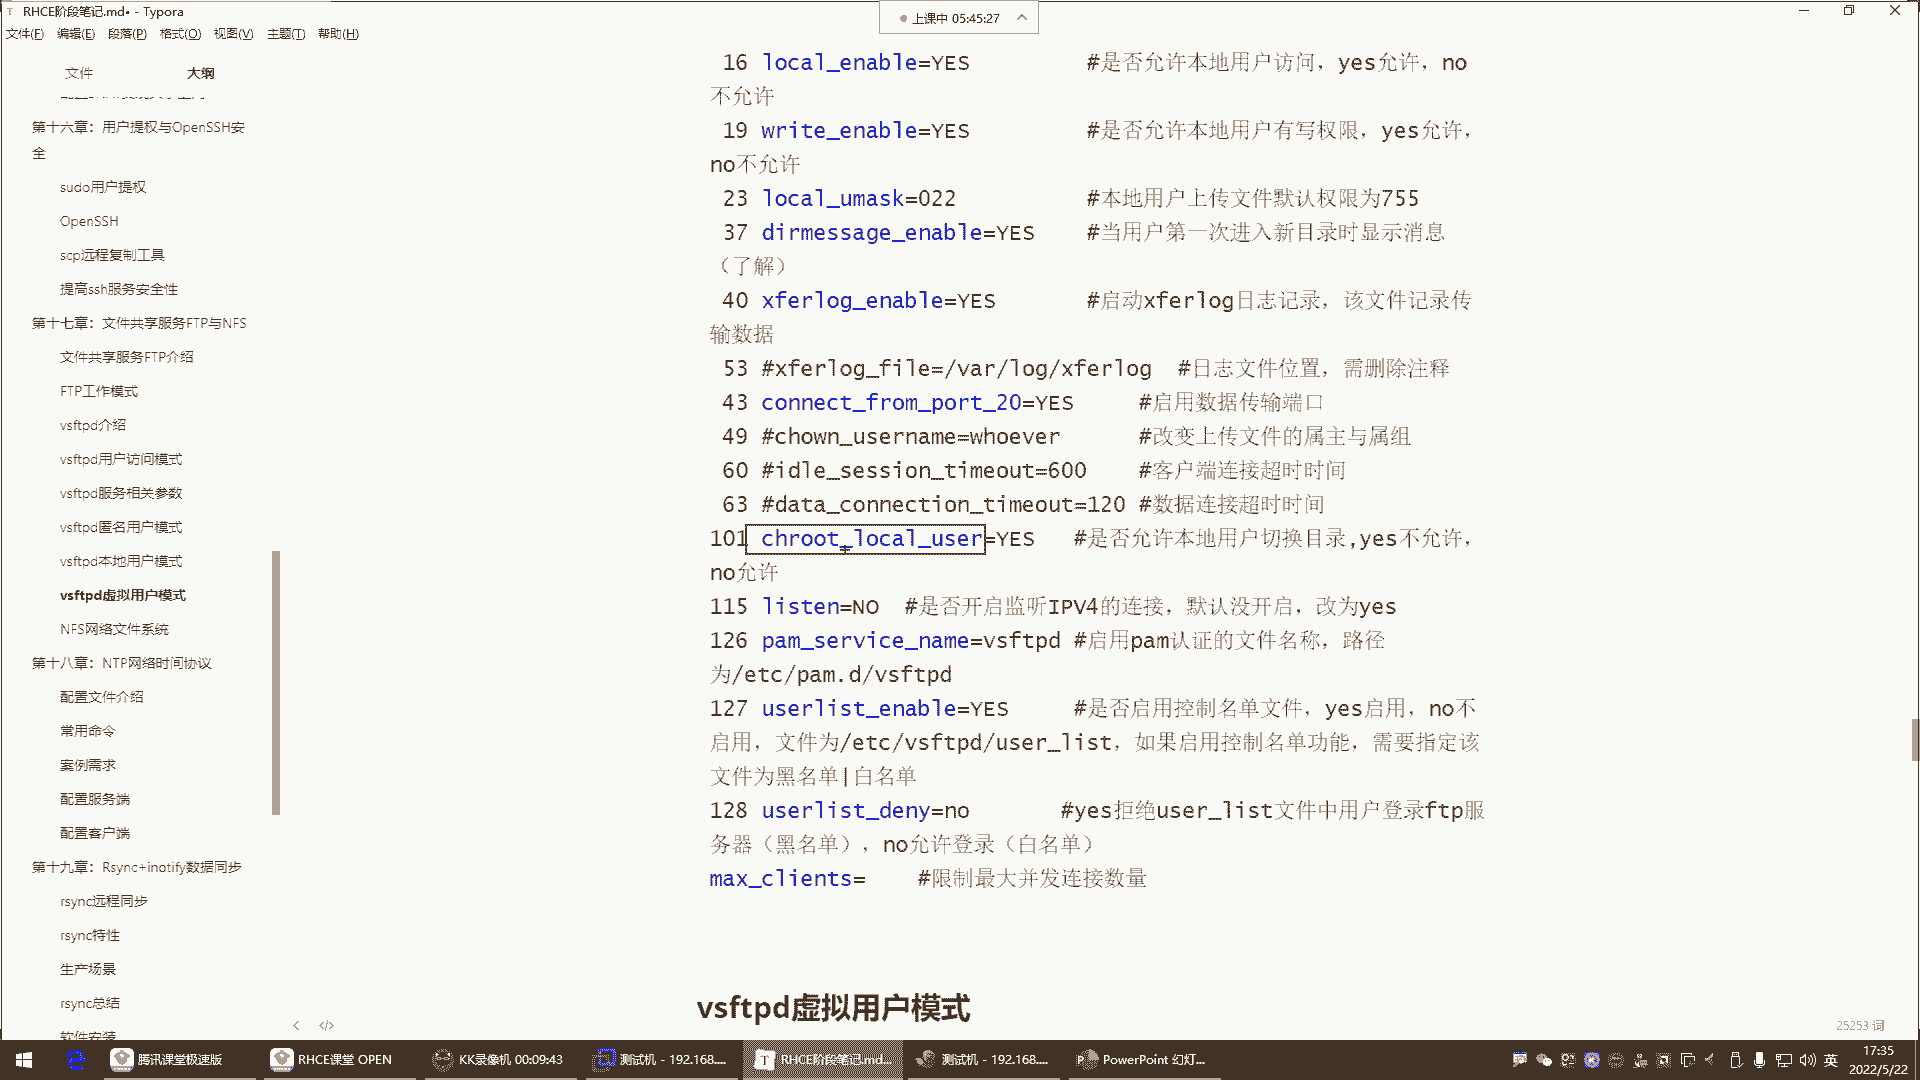 RHCE阶段笔记.md• - Typora
上课中 05:45:27
文件(F) 编辑(E) 段落(P) 格式(O) 视图(V) 主题(T) 帮助(H)
文件 大纲
第十六章：用户提权与OpenSSH安
全
sudo用户提权
OpenSSH
scp远程复制工具
提高ssh服务安全性
第十七章：文件共享服务FTP与NFS
文件共享服务FTP介绍
FTP工作模式
vsftpd介绍
vsftpd用户访问模式
vsftpd服务相关参数
vsftpd匿名用户模式
vsftpd本地用户模式
vsftpd虚拟用户模式
NFS网络文件系统
第十八章：NTP网络时间协议
配置文件介绍
常用命令
案例需求
配置服务端
配置客户端
第十九章：Rsync+inotify数据同步
rsync远程同步
rsync特性
生产场景
rsync总结
软件安装
16 local_enable=YES #是否允许本地用户访问，yes允许，no
不允许
19 write_enable=YES #是否允许本地用户有写权限，yes允许，
no不允许
23 local_umask=022 #本地用户上传文件默认权限为755
37 dirmessage_enable=YES #当用户第一次进入新目录时显示消息
（了解）
40 xferlog_enable=YES #启动xferlog日志记录，该文件记录传
输数据
53 #xferlog_file=/var/log/xferlog #日志文件位置，需删除注释
43 connect_from_port_20=YES #启用数据传输端口
49 #chown_username=whoever #改变上传文件的属主与属组
60 #idle_session_timeout=600 #客户端连接超时时间
63 #data_connection_timeout=120 #数据连接超时时间
101 chroot_local_user=YES #是否允许本地用户切换目录,yes不允许，
no允许
115 listen=NO #是否开启监听IPV4的连接，默认没开启，改为yes
126 pam_service_name=vsftpd #启用pam认证的文件名称，路径
为/etc/pam.d/vsftpd
127 userlist_enable=YES #是否启用控制名单文件，yes启用，no不
启用，文件为/etc/vsftpd/user_list，如果启用控制名单功能，需要指定该
文件为黑名单|白名单
128 userlist_deny=no #yes拒绝user_list文件中用户登录ftp服
务器（黑名单），no允许登录（白名单）
max_clients= #限制最大并发连接数量
vsftpd虚拟用户模式
25253 词
腾讯课堂极速版 RHCE课堂 OPEN KK录像机 00:09:43 测试机 - 192.168.... RHCE阶段笔记.md... 测试机 - 192.168.... PowerPoint 幻灯... 英 17:35
2022/5/22